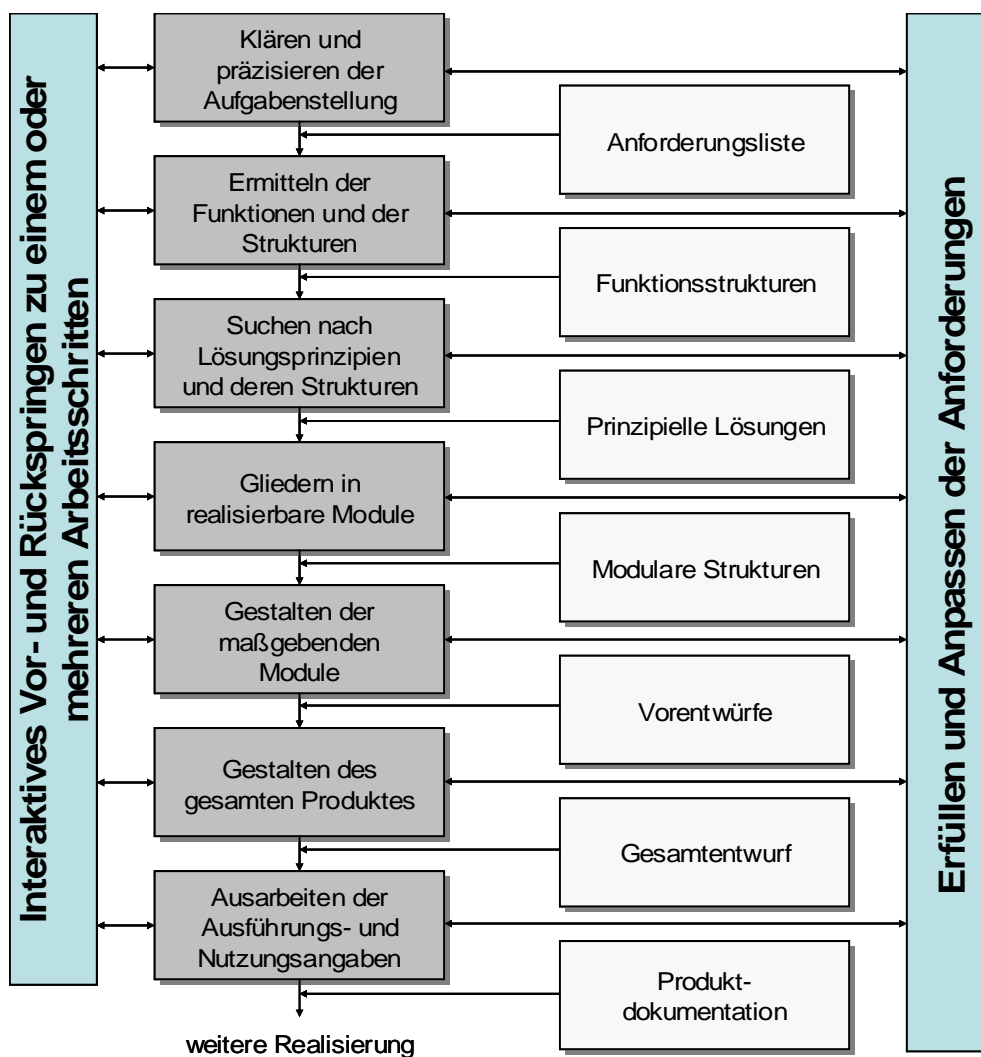 Interaktives Vor- und Rückspringen zu einem oder
mehreren Arbeitsschritten
Klären und
präzisieren der
Aufgabenstellung
Anforderungsliste
Ermitteln der
Funktionen und der
Strukturen
Funktionsstrukturen
Suchen nach
Lösungsprinzipien
und deren Strukturen
Prinzipielle Lösungen
Gliedern in
realisierbare Module
Modulare Strukturen
Gestalten der
maßgebenden
Module
Vorentwürfe
Gestalten des
gesamten Produktes
Gesamtentwurf
Ausarbeiten der
Ausführungs- und
Nutzungsangaben
Produkt-
dokumentation
weitere Realisierung
Erfüllen und Anpassen der Anforderungen